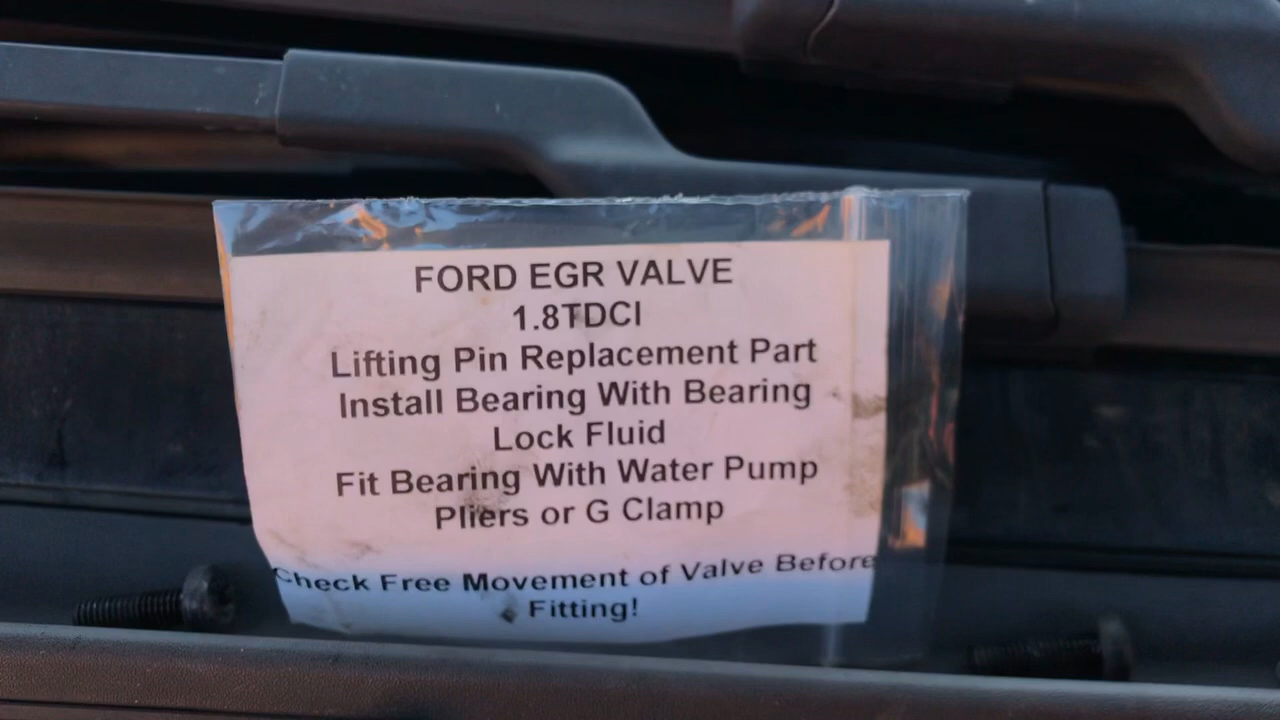 FORD EGR VALVE
1.8TDCI
Lifting Pin Replacement Part
Install Bearing With Bearing
Lock Fluid
Fit Bearing With Water Pump
Pliers or G Clamp
Check Free Movement of Valve Before
Fitting!